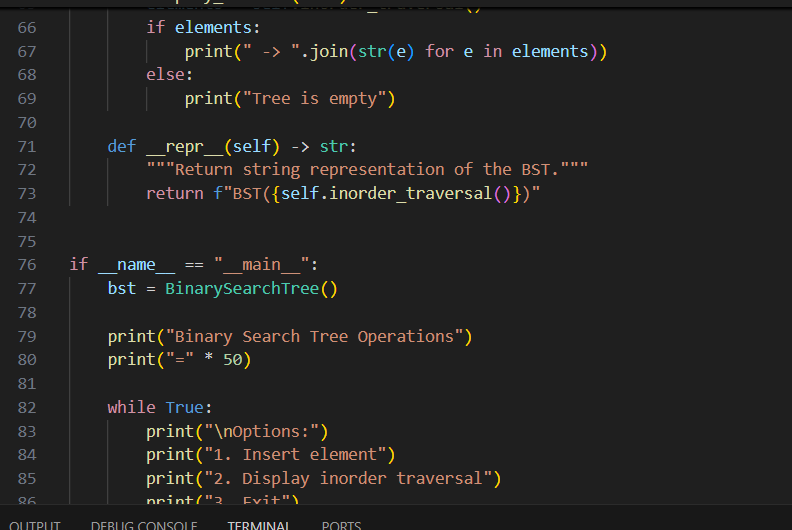 66 if elements:
67 print(" -> ".join(str(e) for e in elements))
68 else:
69 print("Tree is empty")
70
71 def __repr__(self) -> str:
72 """Return string representation of the BST."""
73 return f"BST({self.inorder_traversal()})"
74
75
76 if __name__ == "__main__":
77 bst = BinarySearchTree()
78
79 print("Binary Search Tree Operations")
80 print("=" * 50)
81
82 while True:
83 print("\nOptions:")
84 print("1. Insert element")
85 print("2. Display inorder traversal")
86 print("3. Exit")
OUTPUT DEBUG CONSOLE TERMINAL PORTS